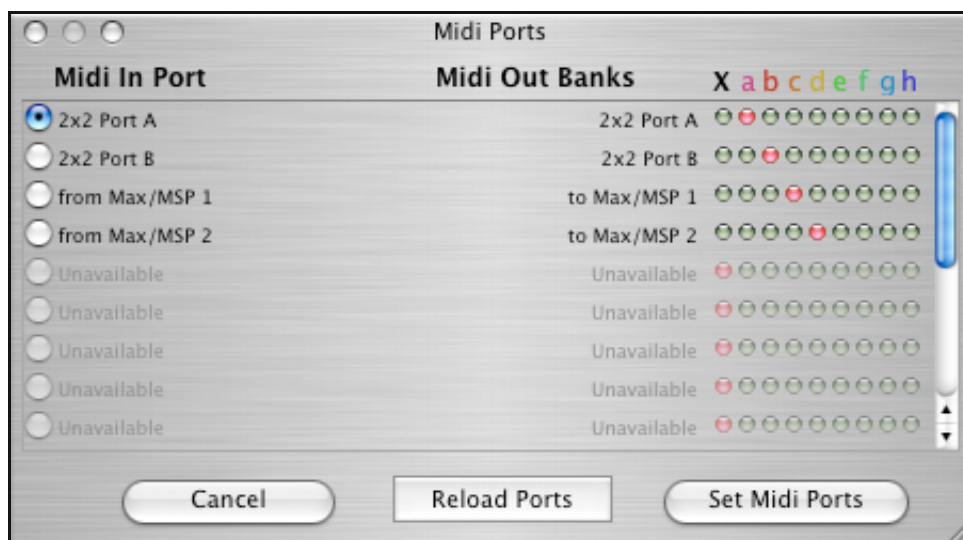 Midi Ports
Midi In Port Midi Out Banks X a b c d e f g h
2x2 Port A 2x2 Port A
2x2 Port B 2x2 Port B
from Max/MSP 1 to Max/MSP 1
from Max/MSP 2 to Max/MSP 2
Unavailable Unavailable
Unavailable Unavailable
Unavailable Unavailable
Unavailable Unavailable
Unavailable Unavailable
Cancel Reload Ports Set Midi Ports